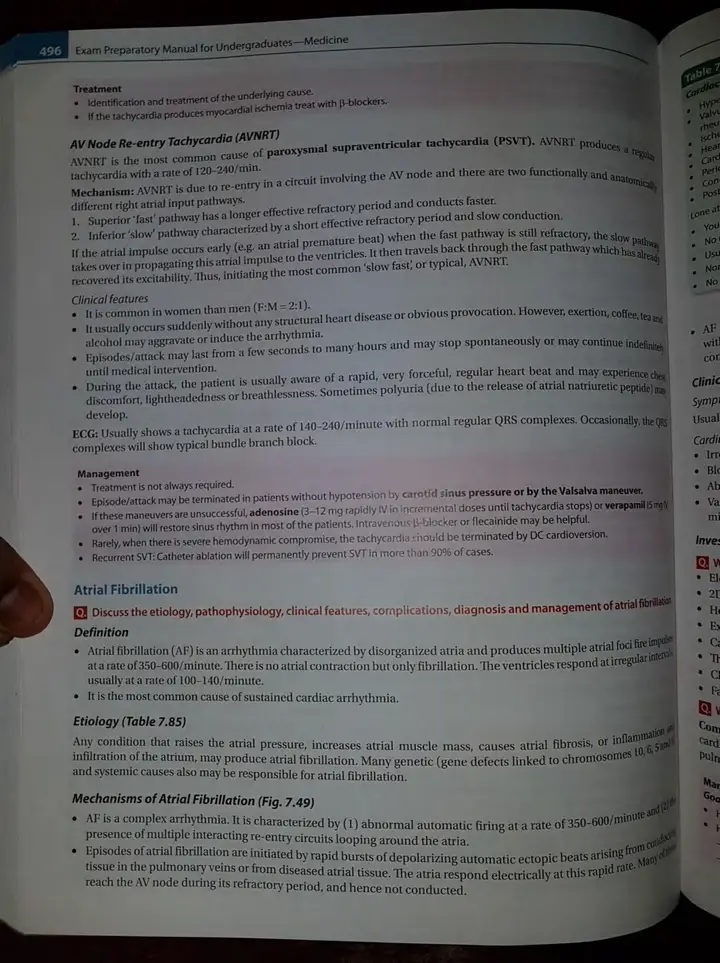 496 Exam Preparatory Manual for Undergraduates—Medicine
Treatment
• Identification and treatment of the underlying cause.
• If the tachycardia produces myocardial ischemia treat with β-blockers.
AV Node Re-entry Tachycardia (AVNRT)
AVNRT is the most common cause of paroxysmal supraventricular tachycardia (PSVT). AVNRT produces a regular
tachycardia with a rate of 120-240/min.
Mechanism: AVNRT is due to re-entry in a circuit involving the AV node and there are two functionally and anatomically
different right atrial input pathways.
1. Superior 'fast' pathway has a longer effective refractory period and conducts faster.
2. Inferior 'slow' pathway characterized by a short effective refractory period and slow conduction.
If the atrial impulse occurs early (e.g. an atrial premature beat) when the fast pathway is still refractory, the slow pathway
takes over in propagating this atrial impulse to the ventricles. It then travels back through the fast pathway which has already
recovered its excitability. Thus, initiating the most common 'slow fast', or typical, AVNRT.
Clinical features
• It is common in women than men (F:M = 2:1).
• It usually occurs suddenly without any structural heart disease or obvious provocation. However, exertion, coffee, tea and
alcohol may aggravate or induce the arrhythmia.
• Episodes/attack may last from a few seconds to many hours and may stop spontaneously or may continue indefinitely
until medical intervention.
• During the attack, the patient is usually aware of a rapid, very forceful, regular heart beat and may experience chest
discomfort, lightheadedness or breathlessness. Sometimes polyuria (due to the release of atrial natriuretic peptide) may
develop.
ECG: Usually shows a tachycardia at a rate of 140-240/minute with normal regular QRS complexes. Occasionally, the QRS
complexes will show typical bundle branch block.
Management
• Treatment is not always required.
• Episode/attack may be terminated in patients without hypotension by carotid sinus pressure or by the Valsalva maneuver.
• If these maneuvers are unsuccessful, adenosine (3–12 mg rapidly IV in incremental doses until tachycardia stops) or verapamil (5 mg IV
over 1 min) will restore sinus rhythm in most of the patients. Intravenous β-blocker or flecainide may be helpful.
• Rarely, when there is severe hemodynamic compromise, the tachycardia should be terminated by DC cardioversion.
• Recurrent SVT: Catheter ablation will permanently prevent SVT in more than 90% of cases.
Atrial Fibrillation
Q. Discuss the etiology, pathophysiology, clinical features, complications, diagnosis and management of atrial fibrillation
Definition
• Atrial fibrillation (AF) is an arrhythmia characterized by disorganized atria and produces multiple atrial foci fire impulses
at a rate of 350-600/minute. There is no atrial contraction but only fibrillation. The ventricles respond at irregular intervals
usually at a rate of 100-140/minute.
• It is the most common cause of sustained cardiac arrhythmia.
Etiology (Table 7.85)
Any condition that raises the atrial pressure, increases atrial muscle mass, causes atrial fibrosis, or inflammation and
infiltration of the atrium, may produce atrial fibrillation. Many genetic (gene defects linked to chromosomes 10, 6, 5 and
and systemic causes also may be responsible for atrial fibrillation.
Mechanisms of Atrial Fibrillation (Fig. 7.49)
• AF is a complex arrhythmia. It is characterized by (1) abnormal automatic firing at a rate of 350-600/minute and (2) the
presence of multiple interacting re-entry circuits looping around the atria.
• Episodes of atrial fibrillation are initiated by rapid bursts of depolarizing automatic ectopic beats arising from conducting
tissue in the pulmonary veins or from diseased atrial tissue. The atria respond electrically at this rapid rate. Many of these
reach the AV node during its refractory period, and hence not conducted.
Table 7
• AF
Q.
Q.